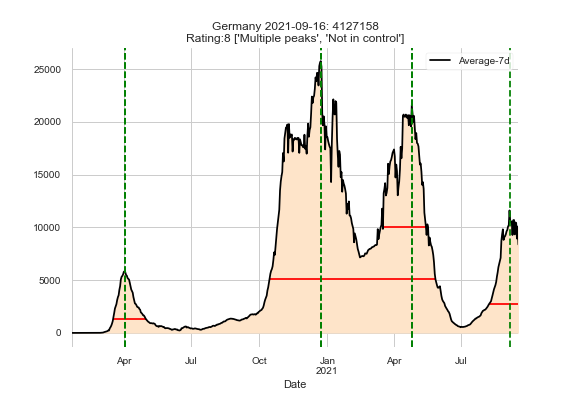 Germany 2021-09-16: 4127158
Rating:8 ['Multiple peaks', 'Not in control']
Average-7d
25000
20000
15000
10000
5000
0
Apr
Jul
Oct
Jan
2021
Apr
Jul
Date